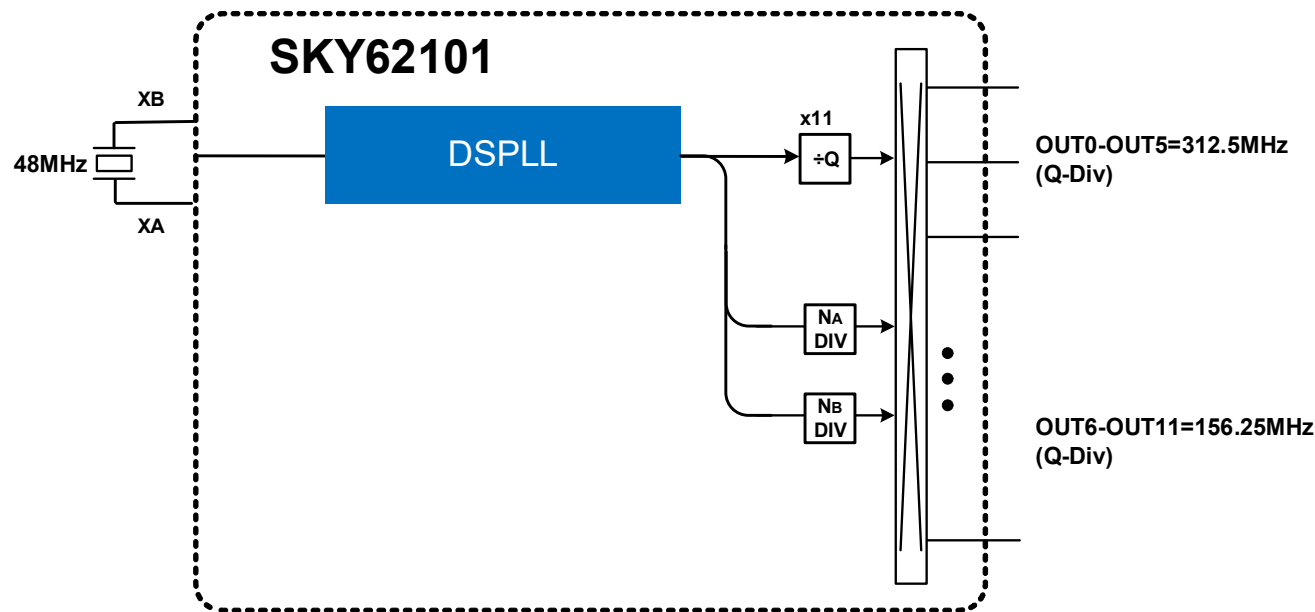 SKY62101
XB
48MHz
XA
DSPLL
x11
÷Q
NA
DIV
NB
DIV
OUT0-OUT5=312.5MHz
(Q-Div)
OUT6-OUT11=156.25MHz
(Q-Div)